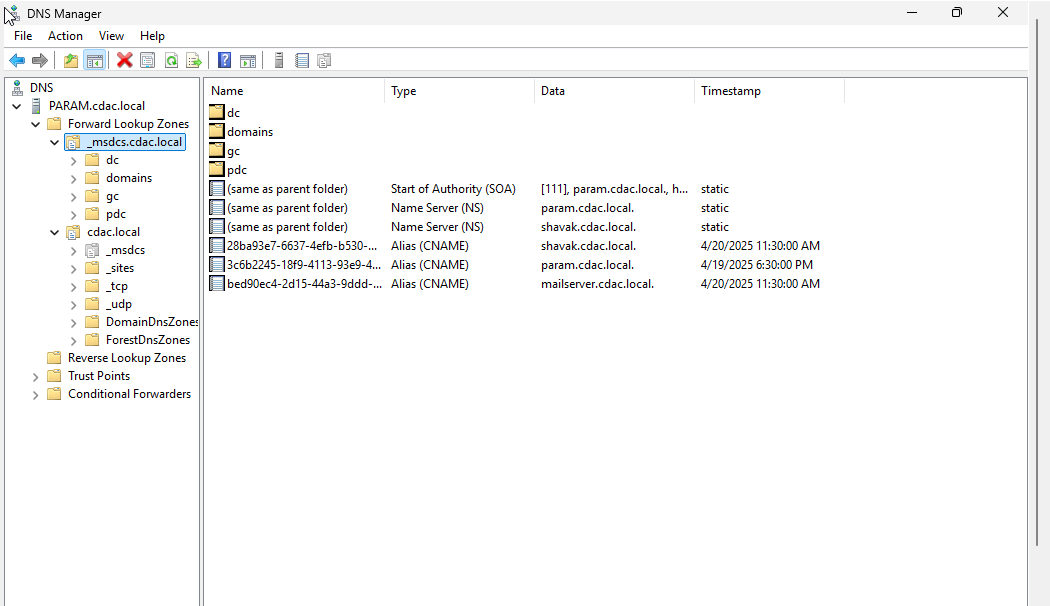 DNS Manager
File Action View Help
DNS
PARAM.cdac.local
Forward Lookup Zones
_msdcs.cdac.local
dc
domains
gc
pdc
cdac.local
_msdcs
_sites
_tcp
_udp
DomainDnsZones
ForestDnsZones
Reverse Lookup Zones
Trust Points
Conditional Forwarders
Name Type Data Timestamp
dc
domains
gc
pdc
(same as parent folder) Start of Authority (SOA) [111], param.cdac.local., h... static
(same as parent folder) Name Server (NS) param.cdac.local. static
(same as parent folder) Name Server (NS) shavak.cdac.local. static
28ba93e7-6637-4efb-b530-... Alias (CNAME) shavak.cdac.local. 4/20/2025 11:30:00 AM
3c6b2245-18f9-4113-93e9-4... Alias (CNAME) param.cdac.local. 4/19/2025 6:30:00 PM
bed90ec4-2d15-44a3-9ddd-... Alias (CNAME) mailserver.cdac.local. 4/20/2025 11:30:00 AM